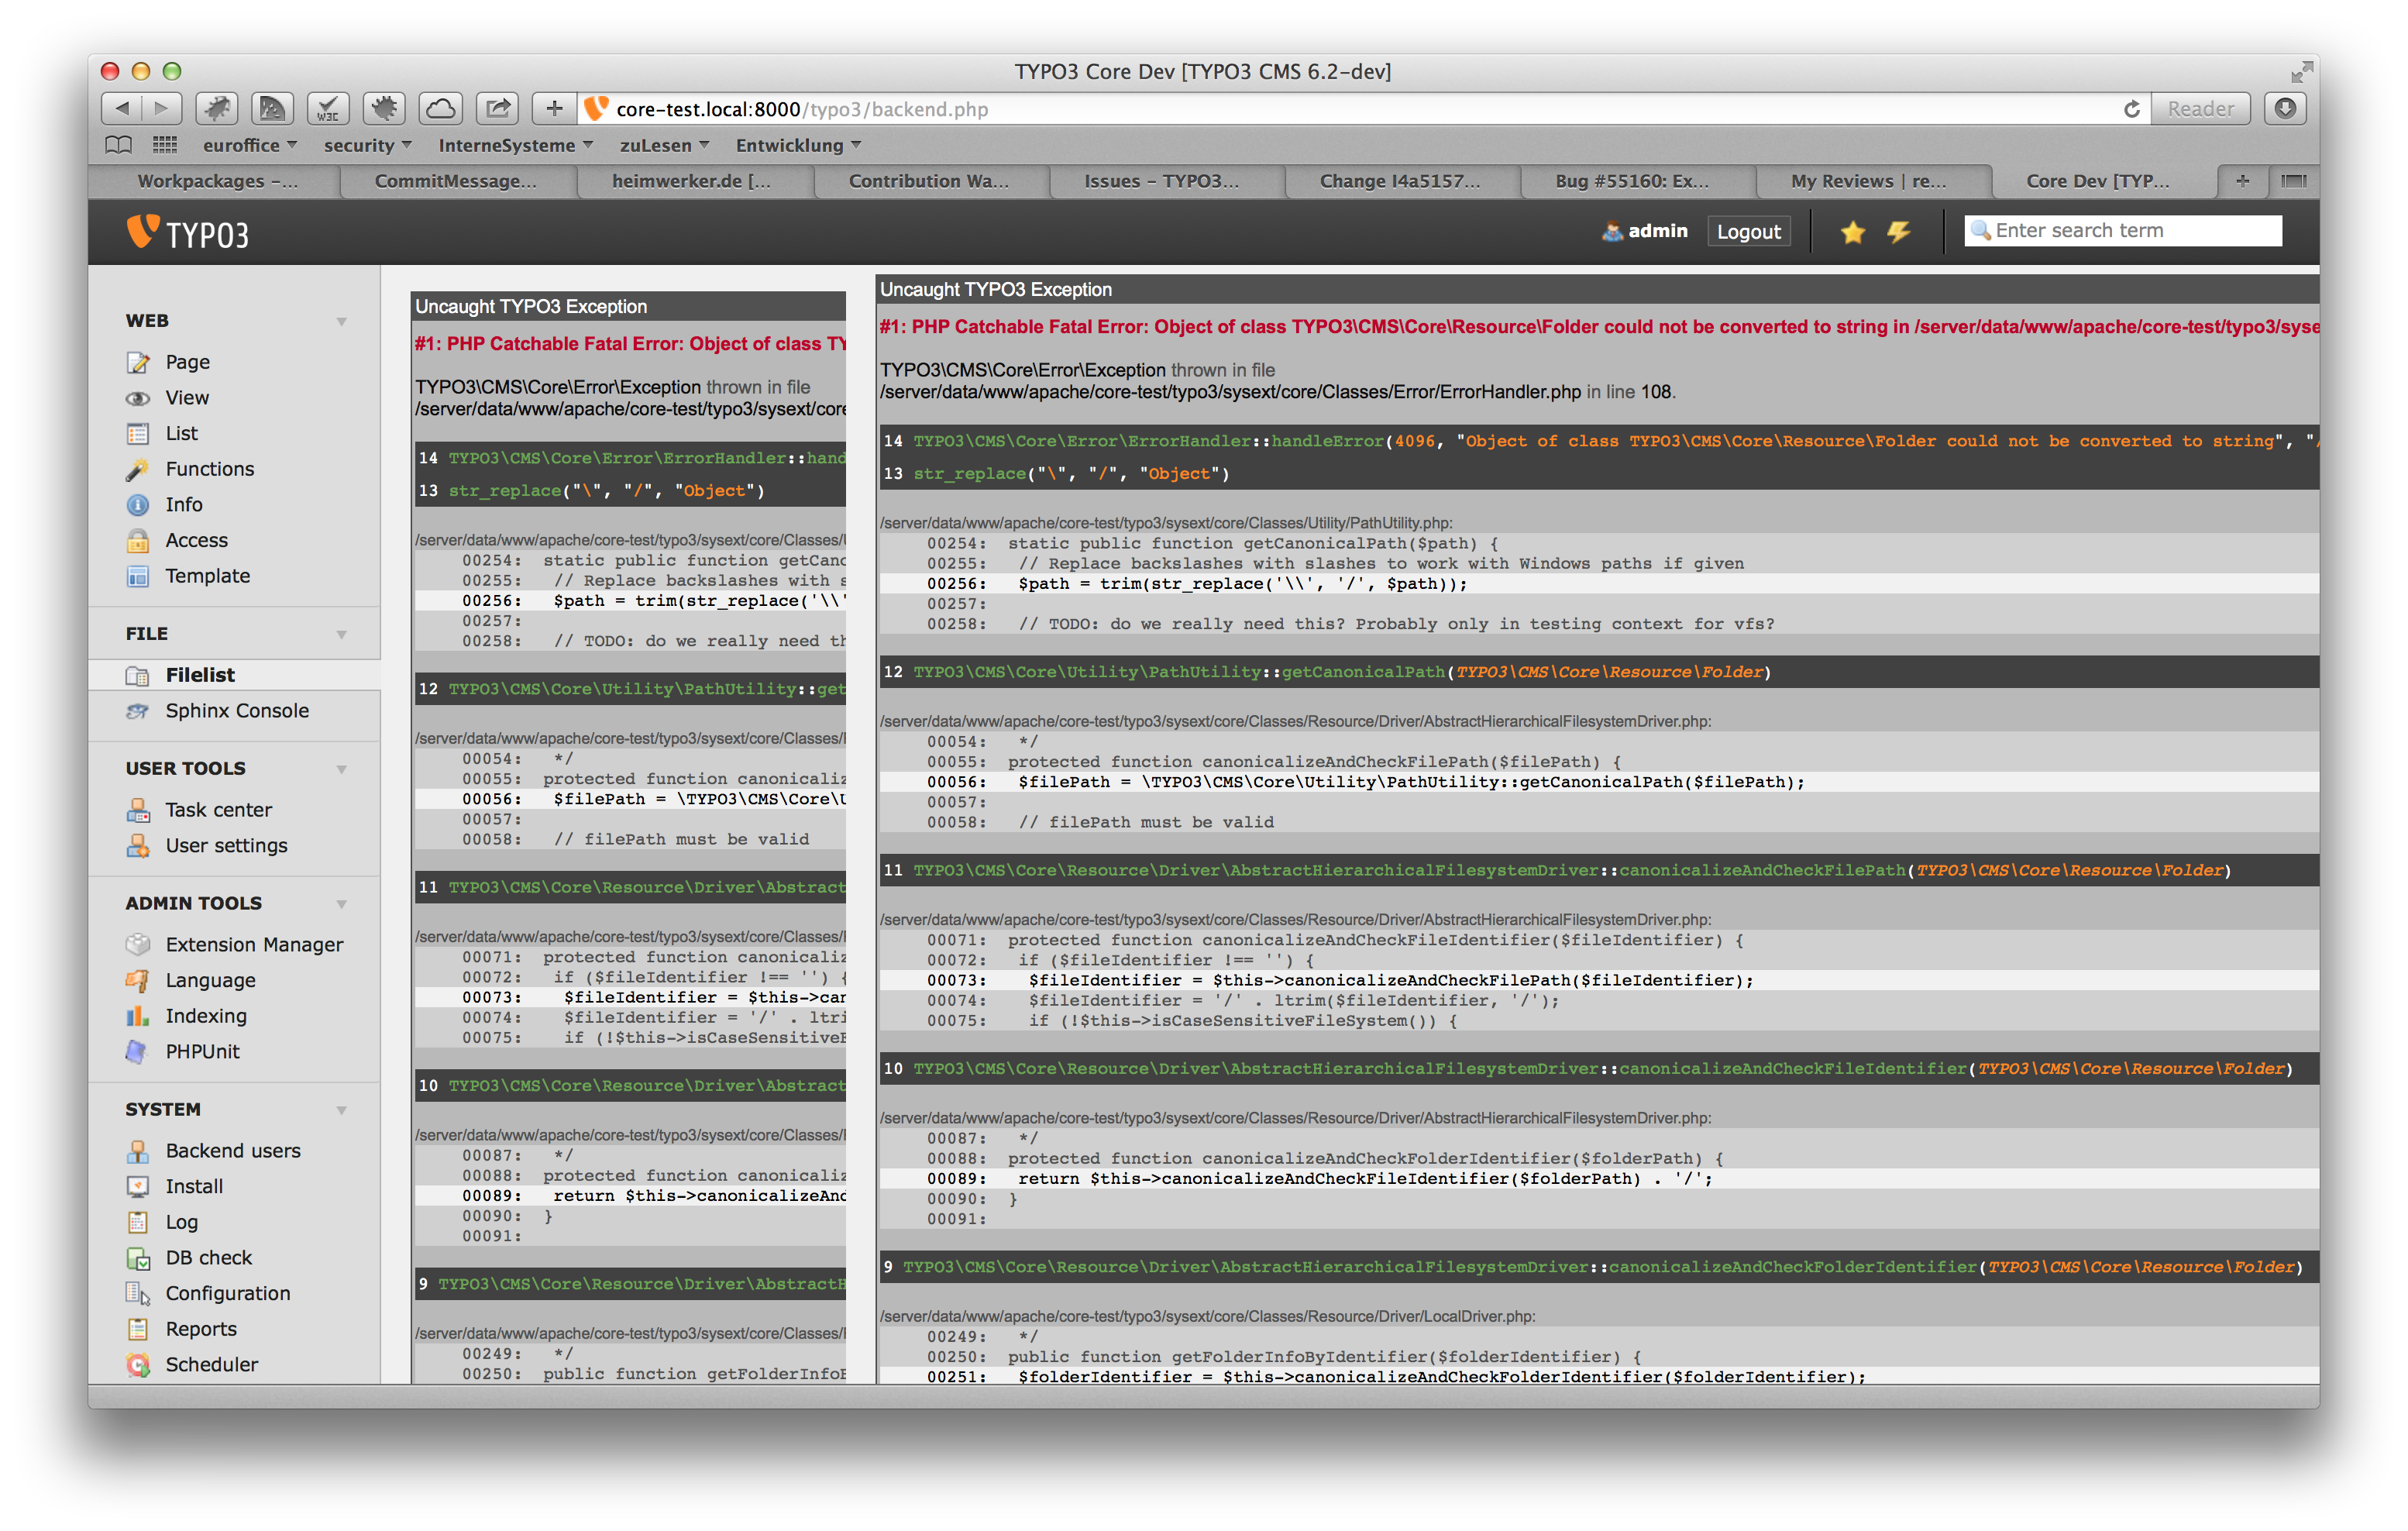 TYPO3 Core Dev [TYPO3 CMS 6.2-dev]
W3C
core-test.local:8000/typo3/backend.php
Reader
euroffice
security
InterneSysteme
zuLesen
Entwicklung
Workpackages –...
CommitMessage...
heimwerker.de [...
Contribution Wa...
Issues – TYPO3...
Change I4a5157...
Bug #55160: Ex...
My Reviews | re...
Core Dev [TYP...
TYPO3
admin
Logout
Enter search term
WEB
Page
View
List
Functions
Info
Access
Template
FILE
Filelist
Sphinx Console
USER TOOLS
Task center
User settings
ADMIN TOOLS
Extension Manager
Language
Indexing
PHPUnit
SYSTEM
Backend users
Install
Log
DB check
Configuration
Reports
Scheduler
Uncaught TYPO3 Exception
#1: PHP Catchable Fatal Error: Object of class TY
TYPO3\CMS\Core\Error\Exception thrown in file
/server/data/www/apache/core-test/typo3/sysext/core
14 TYPO3\CMS\Core\Error\ErrorHandler::hand
13 str_replace("\", "/", "Object")
/server/data/www/apache/core-test/typo3/sysext/core/Classes/U
00254: static public function getCano
00255: // Replace backslashes with s
00256: $path = trim(str_replace('\\'
00257:
00258: // TODO: do we really need th
12 TYPO3\CMS\Core\Utility\PathUtility::get
/server/data/www/apache/core-test/typo3/sysext/core/Classes/R
00054: */
00055: protected function canonicaliz
00056: $filePath = \TYPO3\CMS\Core\U
00057:
00058: // filePath must be valid
11 TYPO3\CMS\Core\Resource\Driver\Abstract
/server/data/www/apache/core-test/typo3/sysext/core/Classes/R
00071: protected function canonicaliz
00072: if ($fileIdentifier !== '') {
00073: $fileIdentifier = $this->can
00074: $fileIdentifier = '/' . ltri
00075: if (!$this->isCaseSensitiveF
10 TYPO3\CMS\Core\Resource\Driver\Abstract
/server/data/www/apache/core-test/typo3/sysext/core/Classes/R
00087: */
00088: protected function canonicaliz
00089: return $this->canonicalizeAnd
00090: }
00091:
9 TYPO3\CMS\Core\Resource\Driver\AbstractH
/server/data/www/apache/core-test/typo3/sysext/core/Classes/R
00249: */
00250: public function getFolderInfoB
Uncaught TYPO3 Exception
#1: PHP Catchable Fatal Error: Object of class TYPO3\CMS\Core\Resource\Folder could not be converted to string in /server/data/www/apache/core-test/typo3/syse
TYPO3\CMS\Core\Error\Exception thrown in file
/server/data/www/apache/core-test/typo3/sysext/core/Classes/Error/ErrorHandler.php in line 108.
14 TYPO3\CMS\Core\Error\ErrorHandler::handleError(4096, "Object of class TYPO3\CMS\Core\Resource\Folder could not be converted to string", "/
13 str_replace("\", "/", "Object")
/server/data/www/apache/core-test/typo3/sysext/core/Classes/Utility/PathUtility.php:
00254: static public function getCanonicalPath($path) {
00255: // Replace backslashes with slashes to work with Windows paths if given
00256: $path = trim(str_replace('\\', '/', $path));
00257:
00258: // TODO: do we really need this? Probably only in testing context for vfs?
12 TYPO3\CMS\Core\Utility\PathUtility::getCanonicalPath(TYPO3\CMS\Core\Resource\Folder)
/server/data/www/apache/core-test/typo3/sysext/core/Classes/Resource/Driver/AbstractHierarchicalFilesystemDriver.php:
00054: */
00055: protected function canonicalizeAndCheckFilePath($filePath) {
00056: $filePath = \TYPO3\CMS\Core\Utility\PathUtility::getCanonicalPath($filePath);
00057:
00058: // filePath must be valid
11 TYPO3\CMS\Core\Resource\Driver\AbstractHierarchicalFilesystemDriver::canonicalizeAndCheckFilePath(TYPO3\CMS\Core\Resource\Folder)
/server/data/www/apache/core-test/typo3/sysext/core/Classes/Resource/Driver/AbstractHierarchicalFilesystemDriver.php:
00071: protected function canonicalizeAndCheckFileIdentifier($fileIdentifier) {
00072: if ($fileIdentifier !== '') {
00073: $fileIdentifier = $this->canonicalizeAndCheckFilePath($fileIdentifier);
00074: $fileIdentifier = '/' . ltrim($fileIdentifier, '/');
00075: if (!$this->isCaseSensitiveFileSystem()) {
10 TYPO3\CMS\Core\Resource\Driver\AbstractHierarchicalFilesystemDriver::canonicalizeAndCheckFileIdentifier(TYPO3\CMS\Core\Resource\Folder)
/server/data/www/apache/core-test/typo3/sysext/core/Classes/Resource/Driver/AbstractHierarchicalFilesystemDriver.php:
00087: */
00088: protected function canonicalizeAndCheckFolderIdentifier($folderPath) {
00089: return $this->canonicalizeAndCheckFileIdentifier($folderPath) . '/';
00090: }
00091:
9 TYPO3\CMS\Core\Resource\Driver\AbstractHierarchicalFilesystemDriver::canonicalizeAndCheckFolderIdentifier(TYPO3\CMS\Core\Resource\Folder)
/server/data/www/apache/core-test/typo3/sysext/core/Classes/Resource/Driver/LocalDriver.php:
00249: */
00250: public function getFolderInfoByIdentifier($folderIdentifier) {
00251: $folderIdentifier = $this->canonicalizeAndCheckFolderIdentifier($folderIdentifier);